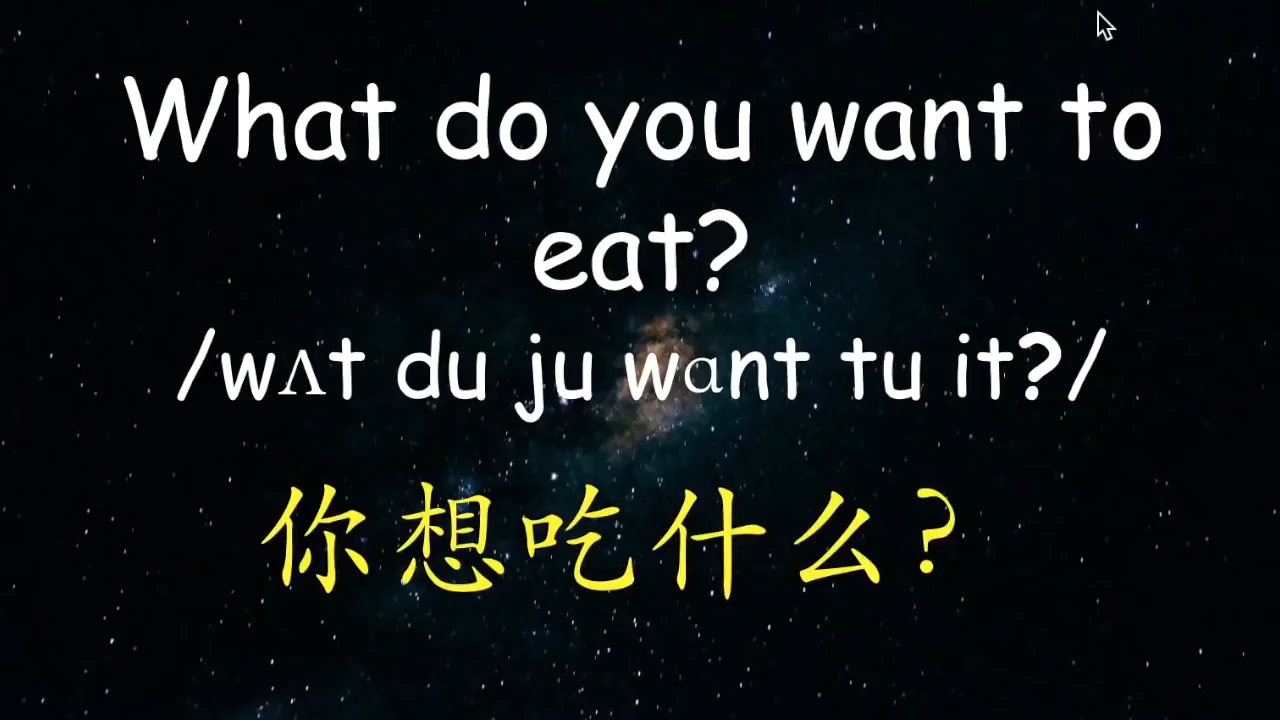 What do you want to
eat?
/wʌt du ju wɑnt tu it?/
你想吃什么?